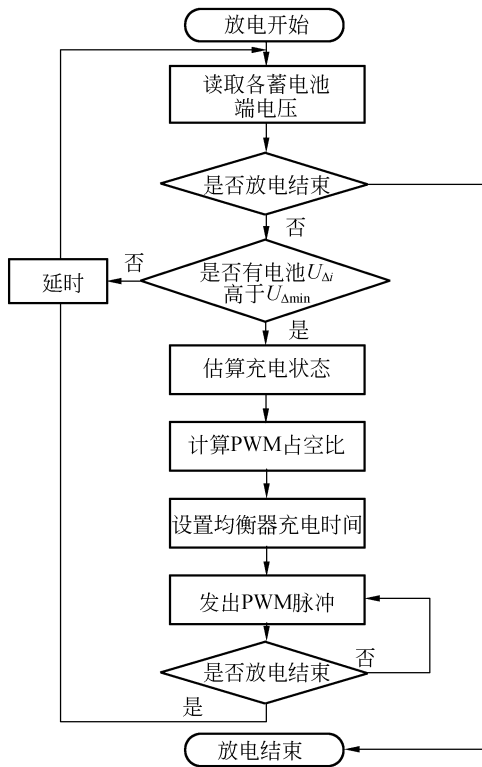 放电开始
读取各蓄电池
端电压
是否放电结束
否
是否有电池UΔi
高于UΔmin
否
延时
是
估算充电状态
计算PWM占空比
设置均衡器充电时间
发出PWM脉冲
是否放电结束
否
是
放电结束